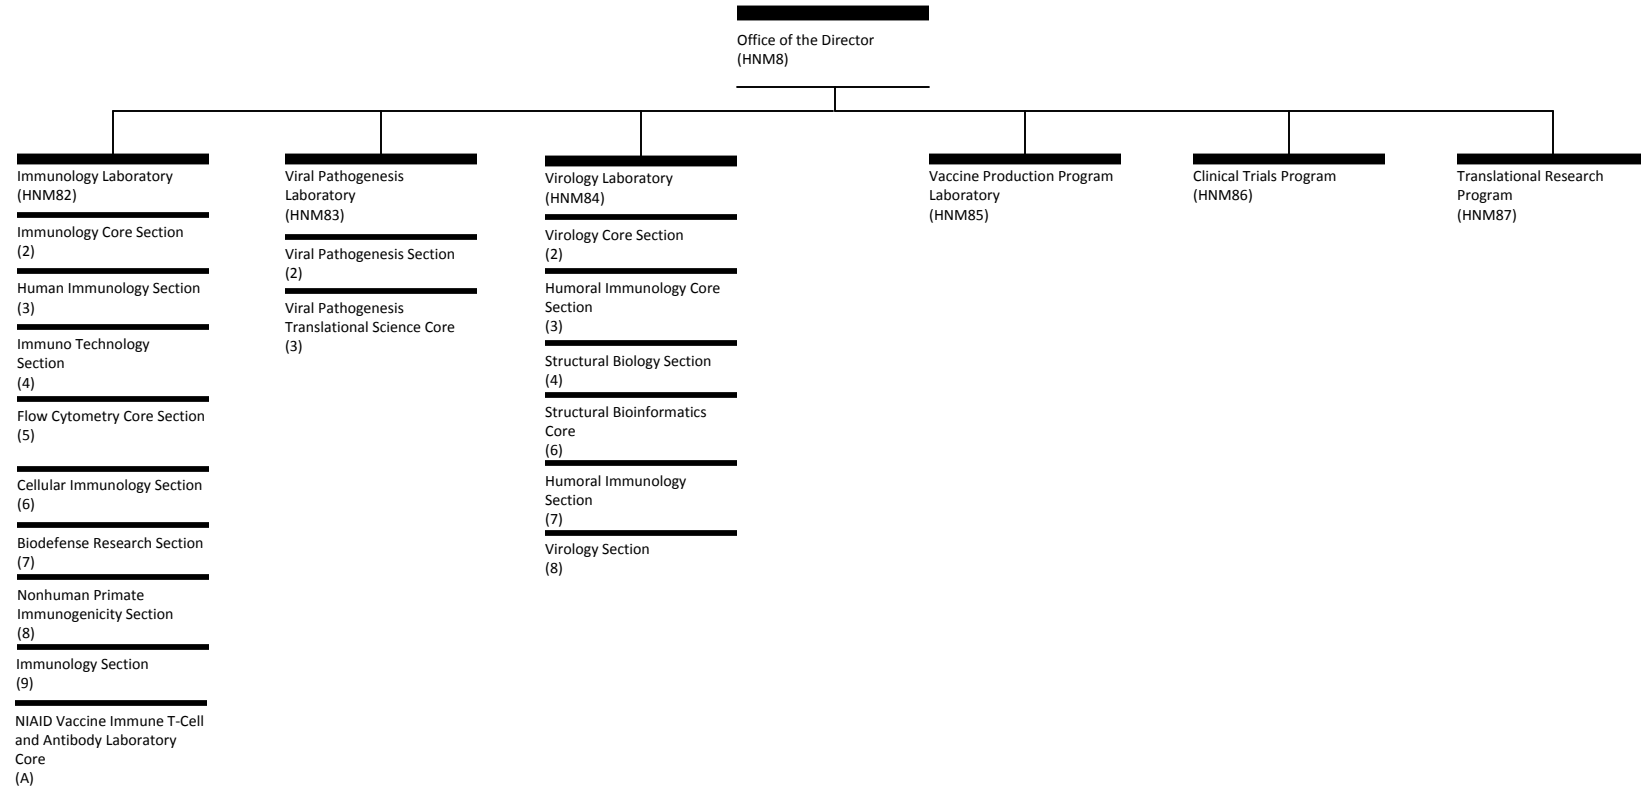 Office of the Director
(HNM8)
Immunology Laboratory
(HNM82)
Immunology Core Section
(2)
Human Immunology Section
(3)
Immuno Technology
Section
(4)
Flow Cytometry Core Section
(5)
Cellular Immunology Section
(6)
Biodefense Research Section
(7)
Nonhuman Primate
Immunogenicity Section
(8)
Immunology Section
(9)
NIAID Vaccine Immune T-Cell
and Antibody Laboratory
Core
(A)
Viral Pathogenesis
Laboratory
(HNM83)
Viral Pathogenesis Section
(2)
Viral Pathogenesis
Translational Science Core
(3)
Virology Laboratory
(HNM84)
Virology Core Section
(2)
Humoral Immunology Core
Section
(3)
Structural Biology Section
(4)
Structural Bioinformatics
Core
(6)
Humoral Immunology
Section
(7)
Virology Section
(8)
Vaccine Production Program
Laboratory
(HNM85)
Clinical Trials Program
(HNM86)
Translational Research
Program
(HNM87)